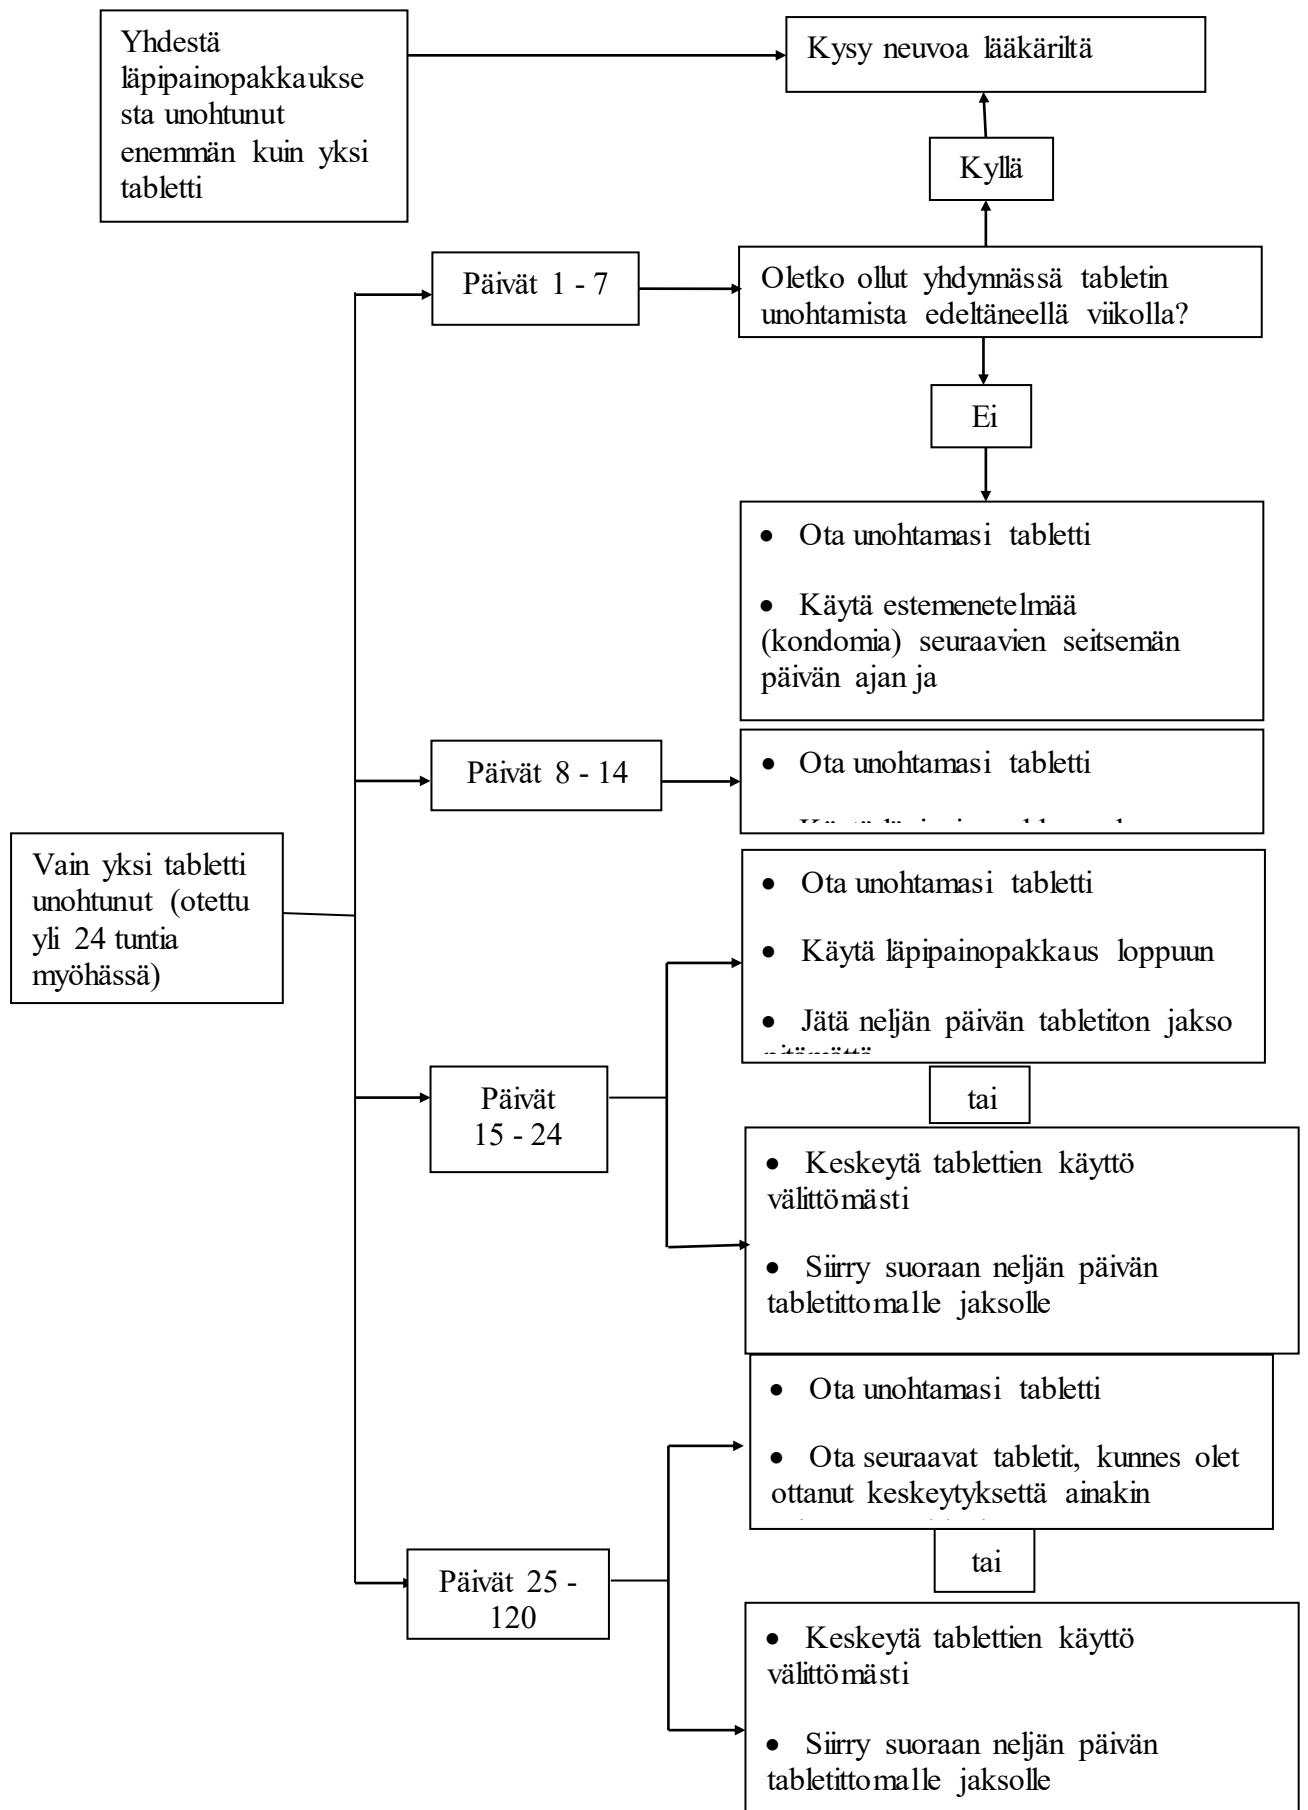 Yhdestä
läpipainopakkaukse
sta unohtunut
enemmän kuin yksi
tabletti
Kysy neuvoa lääkäriltä
Kyllä
Päivät 1 - 7
Oletko ollut yhdynnässä tabletin
unohtamista edeltäneellä viikolla?
Ei
• Ota unohtamasi tabletti
• Käytä estemenetelmää
(kondomia) seuraavien seitsemän
päivän ajan ja
Päivät 8 - 14
• Ota unohtamasi tabletti
Vain yksi tabletti
unohtunut (otettu
yli 24 tuntia
myöhässä)
• Ota unohtamasi tabletti
• Käytä läpipainopakkaus loppuun
• Jätä neljän päivän tabletiton jakso
Päivät
15 - 24
tai
• Keskeytä tablettien käyttö
välittömästi
• Siirry suoraan neljän päivän
tabletittomalle jaksolle
• Ota unohtamasi tabletti
• Ota seuraavat tabletit, kunnes olet
ottanut keskeytyksettä ainakin
Päivät 25 -
120
tai
• Keskeytä tablettien käyttö
välittömästi
• Siirry suoraan neljän päivän
tabletittomalle jaksolle